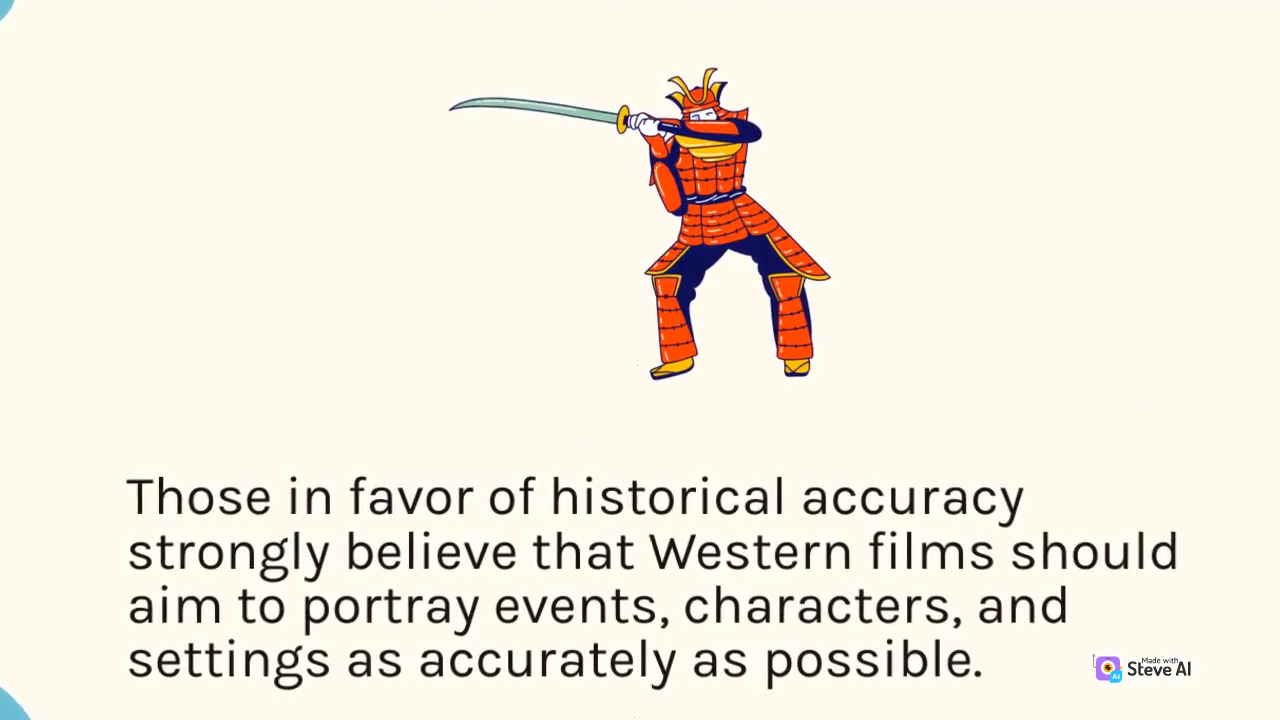 Those in favor of historical accuracy
strongly believe that Western films should
aim to portray events, characters, and
settings as accurately as possible.
Made with
Steve AI
AI